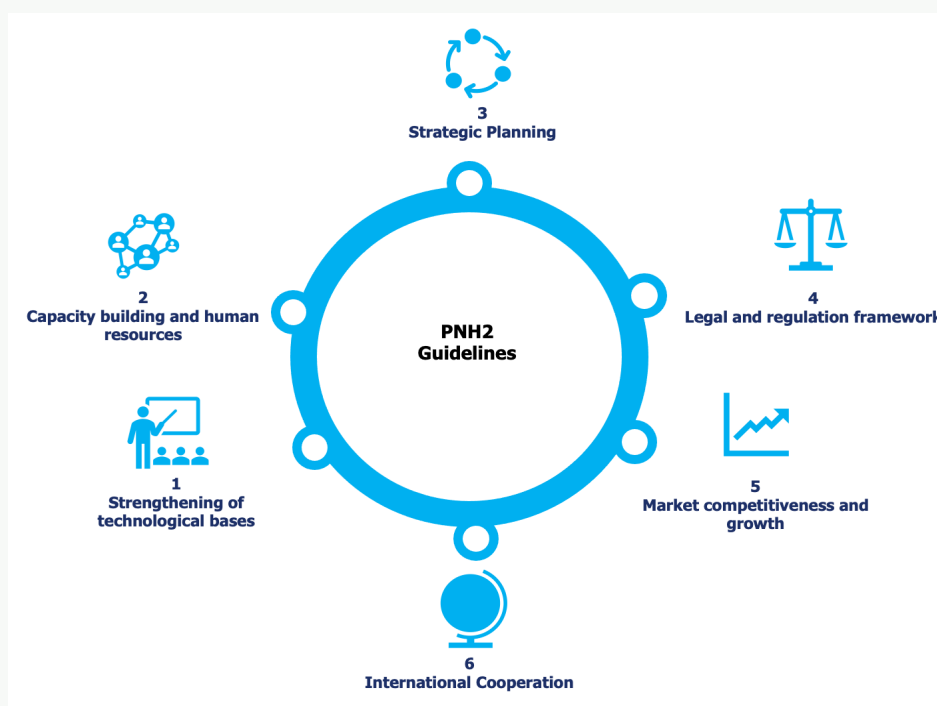 3
Strategic Planning
2
Capacity building and human
resources
4
Legal and regulation framework
PNH2
Guidelines
1
Strengthening of
technological bases
5
Market competitiveness and
growth
6
International Cooperation